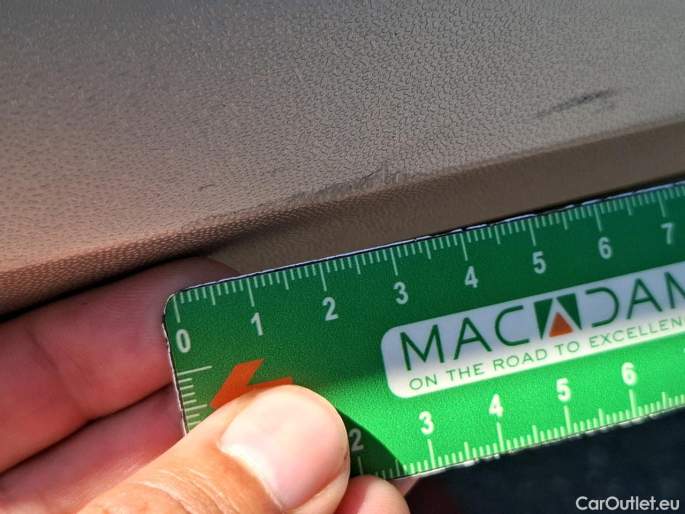 0 1 2 3 4 5 6 7
MACADAM
ON THE ROAD TO EXCELLEN
2 3 4 5 6
CarOutlet.eu